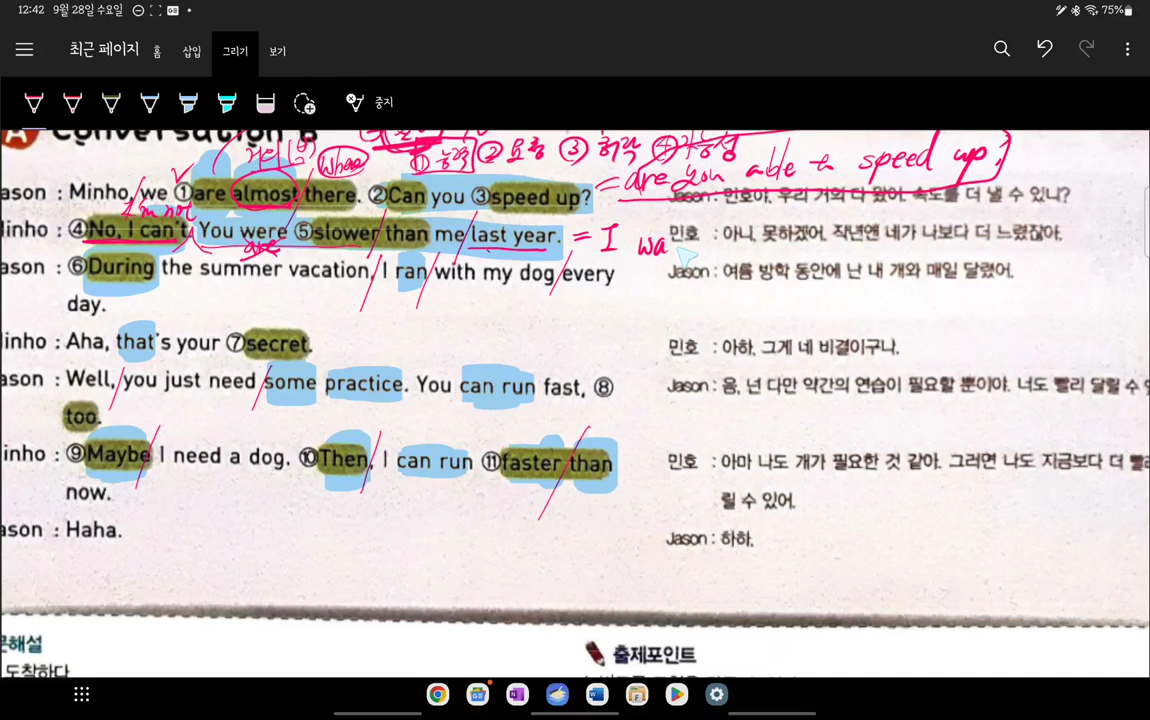 12:42 9월 28일 수요일 75%
최근 페이지 홈 삽입 그리기 보기
중지
Conversation B
거의 (부) where ① 능력 ② 요청 ③ 허락
ason : Minho, we ①are almost there. ②Can you ③speed up? = are you able to speed up?
Jason : 민호야, 우리 거의 다 왔어. 속도를 더 낼 수 있니?
I'm not
inho : ④No, I can't. You were ⑤slower than me last year. = I wa
are
민호 : 아니, 못하겠어. 작년엔 네가 나보다 더 느렸잖아.
ason : ⑥During the summer vacation, I ran with my dog every
day.
Jason : 여름 방학 동안에 난 내 개와 매일 달렸어.
inho : Aha, that's your ⑦secret.
민호 : 아하, 그게 네 비결이구나.
ason : Well, you just need some practice. You can run fast, ⑧
too.
Jason : 음, 넌 다만 약간의 연습이 필요할 뿐이야. 너도 빨리 달릴 수
inho : ⑨Maybe I need a dog. ⑩Then, I can run ⑪faster than
now.
민호 : 아마 나도 개가 필요한 것 같아. 그러면 나도 지금보다 더
릴 수 있어.
ason : Haha.
Jason : 하하.
문해설
도착하다
출제포인트